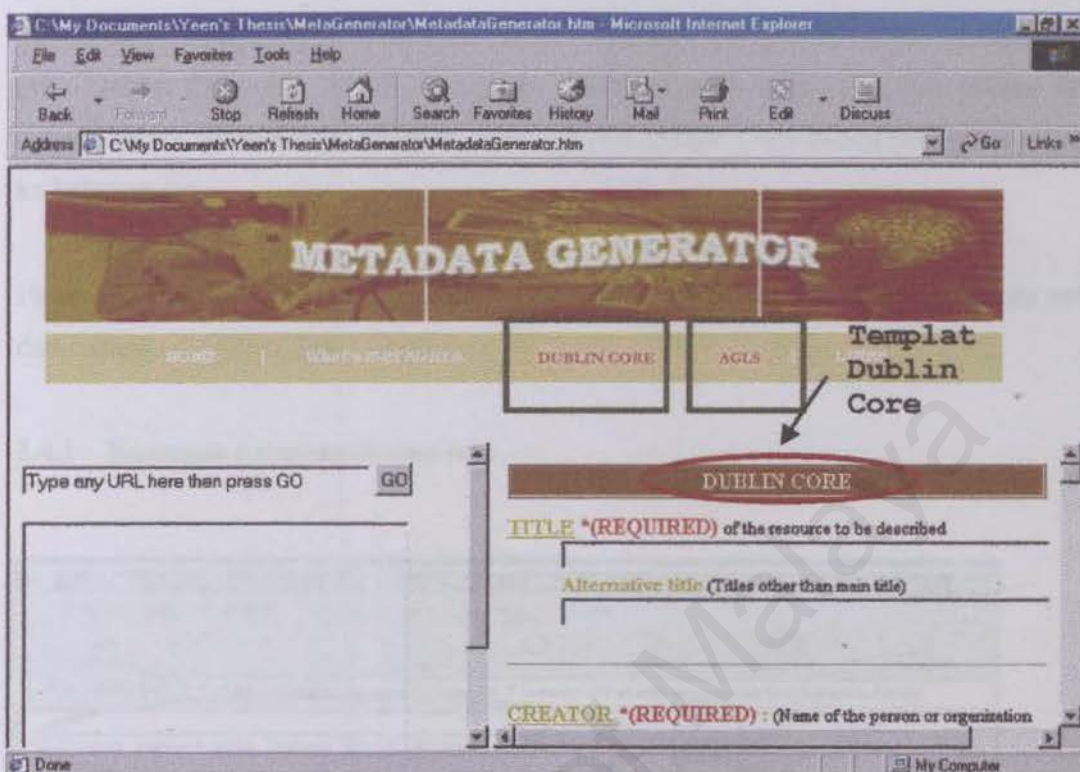 C:\My Documents\Yeen's Thesis\MetaGenerator\MetadataGenerator.htm - Microsoft Internet Explorer
File Edit View Favorites Tools Help
Back Forward Stop Refresh Home Search Favorites History Mail Print Edit Discuss
Address C:\My Documents\Yeen's Thesis\MetaGenerator\MetadataGenerator.htm Go Links »
METADATA GENERATOR
HOME DUBLIN CORE AGLS
Templat
Dublin
Core
Type any URL here then press GO GO
DUBLIN CORE
TITLE *(REQUIRED) of the resource to be described
Alternative title (Titles other than main title)
CREATOR *(REQUIRED) : (Name of the person or organization
Done My Computer
Malaya